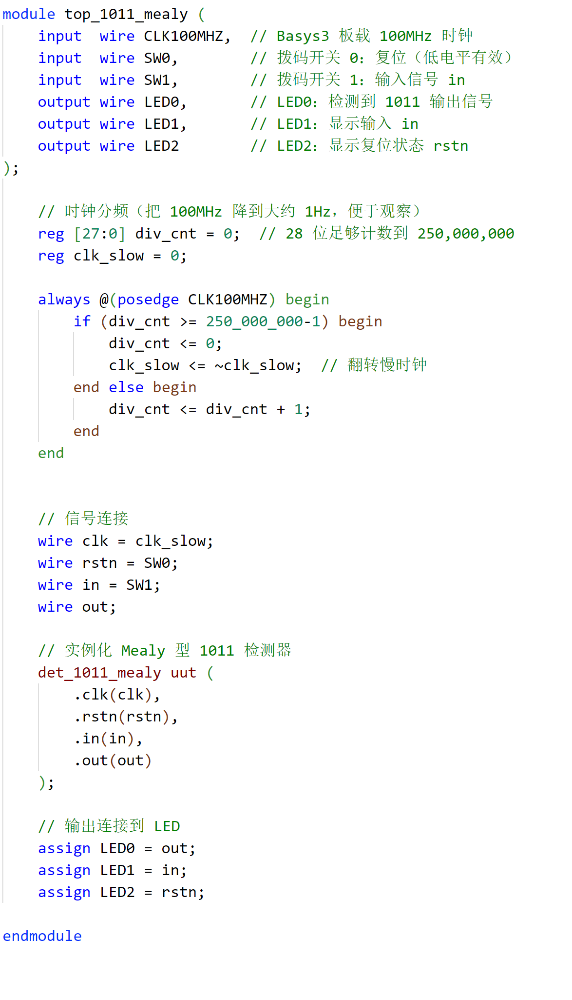 module top_1011_mealy (
    input  wire CLK100MHZ,  // Basys3 板载 100MHz 时钟
    input  wire SW0,        // 拨码开关 0：复位（低电平有效）
    input  wire SW1,        // 拨码开关 1：输入信号 in
    output wire LED0,       // LED0：检测到 1011 输出信号
    output wire LED1,       // LED1：显示输入 in
    output wire LED2        // LED2：显示复位状态 rstn
);
    // 时钟分频（把 100MHz 降到大约 1Hz，便于观察）
    reg [27:0] div_cnt = 0;  // 28 位足够计数到 250,000,000
    reg clk_slow = 0;
    always @(posedge CLK100MHZ) begin
        if (div_cnt >= 250_000_000-1) begin
            div_cnt <= 0;
            clk_slow <= ~clk_slow;  // 翻转慢时钟
        end else begin
            div_cnt <= div_cnt + 1;
        end
    end
    // 信号连接
    wire clk = clk_slow;
    wire rstn = SW0;
    wire in = SW1;
    wire out;
    // 实例化 Mealy 型 1011 检测器
    det_1011_mealy uut (
        .clk(clk),
        .rstn(rstn),
        .in(in),
        .out(out)
    );
    // 输出连接到 LED
    assign LED0 = out;
    assign LED1 = in;
    assign LED2 = rstn;
endmodule